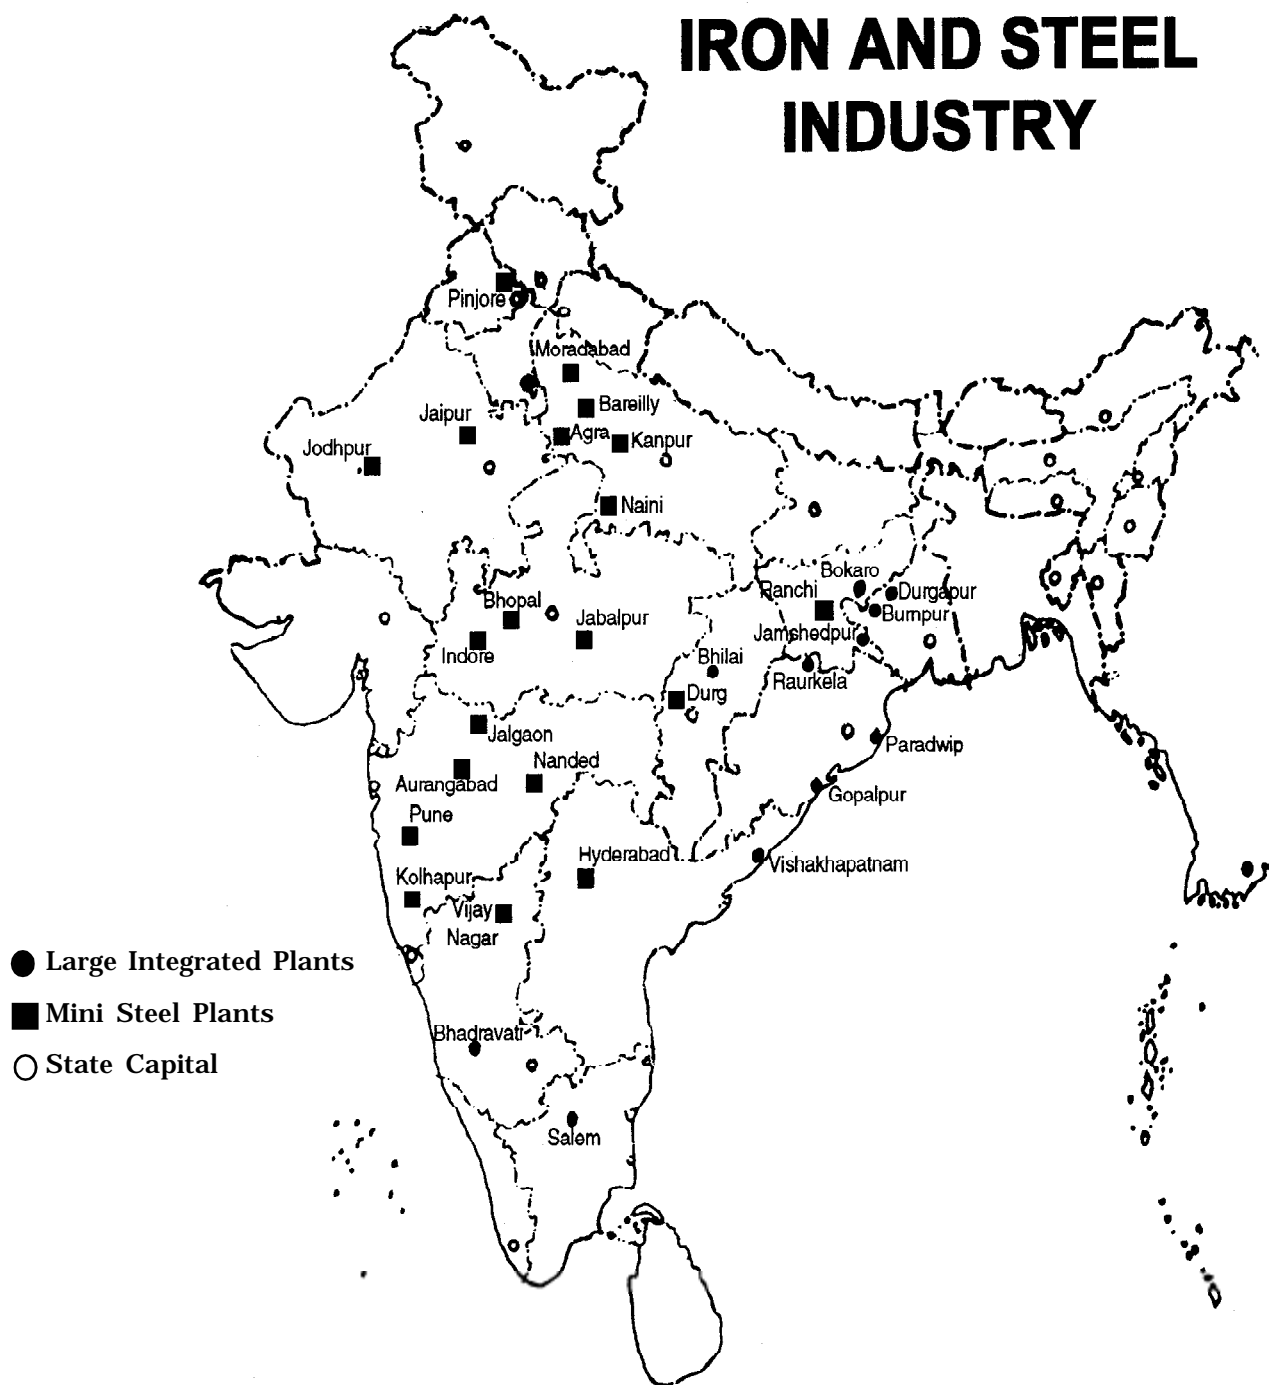 IRON AND STEEL
INDUSTRY
Pinjore
Moradabad
Bareilly
Jaipur
Agra
Kanpur
Jodhpur
Naini
Bokaro
Ranchi
Durgapur
Bhopal
Burnpur
Jabalpur
Jamshedpur
Indore
Bhilai
Raurkela
Durg
Jalgaon
Paradwip
Nanded
Aurangabad
Gopalpur
Pune
Hyderabad
Vishakhapatnam
Kolhapur
Vijay
Nagar
Large Integrated Plants
Mini Steel Plants
Bhadravati
State Capital
Salem